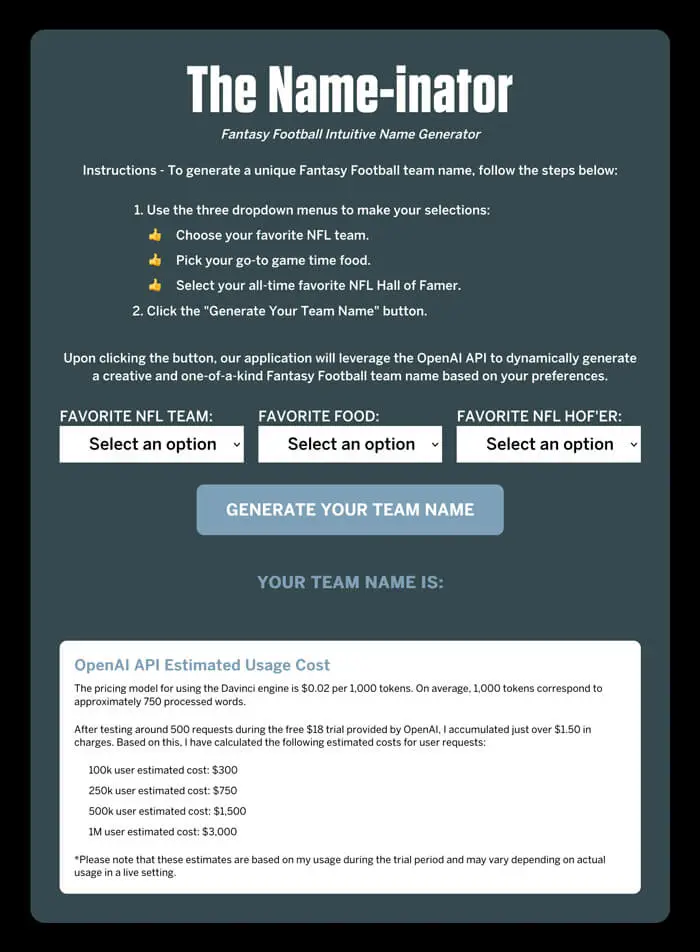 The Name-inator
Fantasy Football Intuitive Name Generator
Instructions - To generate a unique Fantasy Football team name, follow the steps below:
1. Use the three dropdown menus to make your selections:
👍 Choose your favorite NFL team.
👍 Pick your go-to game time food.
👍 Select your all-time favorite NFL Hall of Famer.
2. Click the "Generate Your Team Name" button.
Upon clicking the button, our application will leverage the OpenAI API to dynamically generate
a creative and one-of-a-kind Fantasy Football team name based on your preferences.
FAVORITE NFL TEAM: FAVORITE FOOD: FAVORITE NFL HOF'ER:
Select an option Select an option Select an option
GENERATE YOUR TEAM NAME
YOUR TEAM NAME IS:
OpenAI API Estimated Usage Cost
The pricing model for using the Davinci engine is $0.02 per 1,000 tokens. On average, 1,000 tokens correspond to
approximately 750 processed words.
After testing around 500 requests during the free $18 trial provided by OpenAI, I accumulated just over $1.50 in
charges. Based on this, I have calculated the following estimated costs for user requests:
100k user estimated cost: $300
250k user estimated cost: $750
500k user estimated cost: $1,500
1M user estimated cost: $3,000
*Please note that these estimates are based on my usage during the trial period and may vary depending on actual
usage in a live setting.